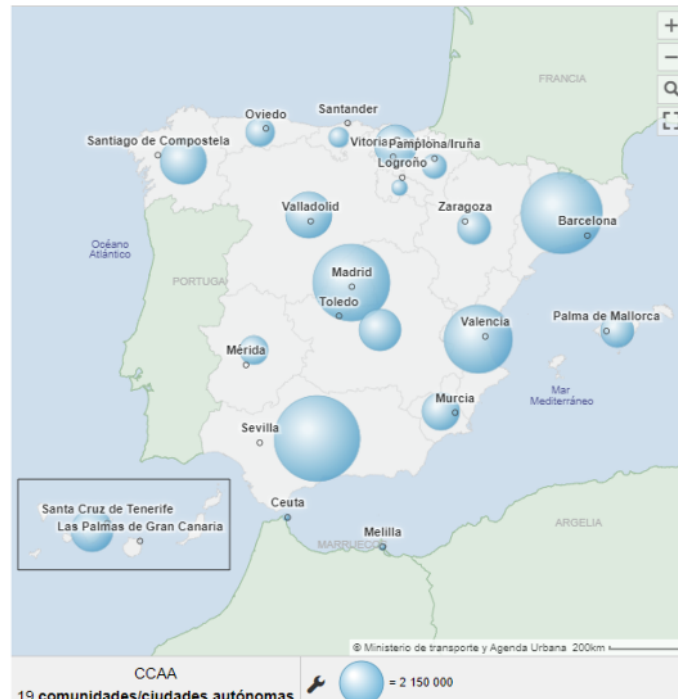 +
−
FRANCIA
Santander
Oviedo
Santiago de Compostela
Pamplona/Iruña
Logroño
Valladolid
Zaragoza
Barcelona
Océano
Atlántico
Madrid
PORTUGA
Toledo
Valencia
Palma de Mallorca
Mérida
Mar
Mediterráneo
Murcia
Sevilla
Ceuta
Santa Cruz de Tenerife
Las Palmas de Gran Canaria
Melilla
ARGELIA
MARRUECOS
© Ministerio de transporte y Agenda Urbana 200km
CCAA
= 2 150 000
19 comunidades/ciudades autónomas